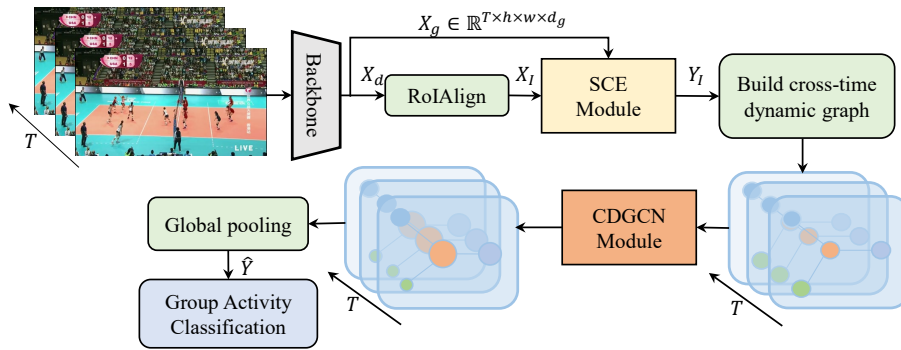 X_g ∈ ℝ^{T×h×w×d_g}
Backbone
X_d
RoIAlign
X_I
SCE
Module
Y_I
Build cross-time
dynamic graph
T
LIVE
Global pooling
CDGCN
Module
Ŷ
Group Activity
Classification
T
T